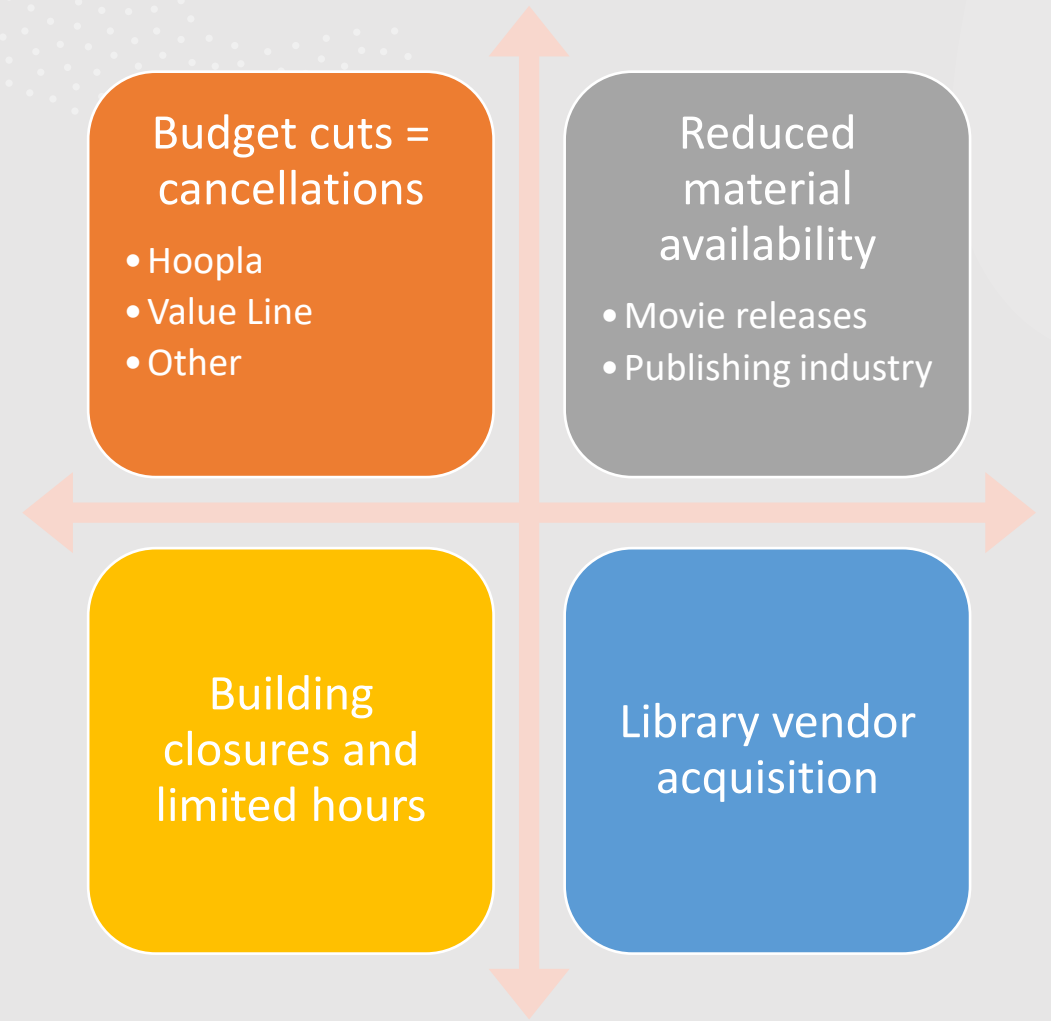 Budget cuts =
cancellations
• Hoopla
• Value Line
• Other
Reduced
material
availability
• Movie releases
• Publishing industry
Building
closures and
limited hours
Library vendor
acquisition